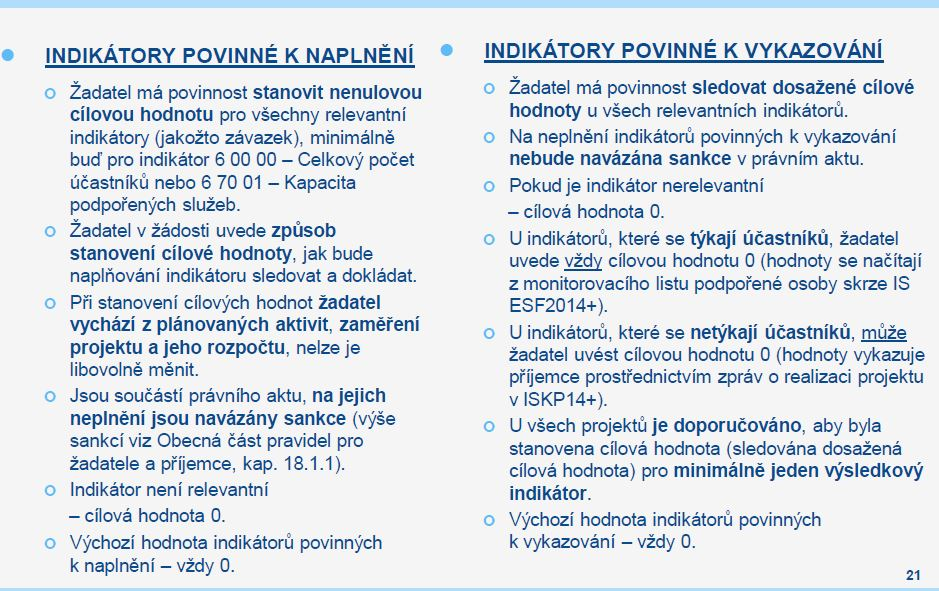 INDIKÁTORY POVINNÉ K NAPLNĚNÍ
Žadatel má povinnost stanovit nenulovou
cílovou hodnotu pro všechny relevantní
indikátory (jakožto závazek), minimálně
buď pro indikátor 6 00 00 – Celkový počet
účastníků nebo 6 70 01 – Kapacita
podpořených služeb.
Žadatel v žádosti uvede způsob
stanovení cílové hodnoty, jak bude
naplňování indikátoru sledovat a dokládat.
Při stanovení cílových hodnot žadatel
vychází z plánovaných aktivit, zaměření
projektu a jeho rozpočtu, nelze je
libovolně měnit.
Jsou součástí právního aktu, na jejich
neplnění jsou navázány sankce (výše
sankcí viz Obecná část pravidel pro
žadatele a příjemce, kap. 18.1.1).
Indikátor není relevantní
– cílová hodnota 0.
Výchozí hodnota indikátorů povinných
k naplnění – vždy 0.
INDIKÁTORY POVINNÉ K VYKAZOVÁNÍ
Žadatel má povinnost sledovat dosažené cílové
hodnoty u všech relevantních indikátorů.
Na neplnění indikátorů povinných k vykazování
nebude navázána sankce v právním aktu.
Pokud je indikátor nerelevantní
– cílová hodnota 0.
U indikátorů, které se týkají účastníků, žadatel
uvede vždy cílovou hodnotu 0 (hodnoty se načítají
z monitorovacího listu podpořené osoby skrze IS
ESF2014+).
U indikátorů, které se netýkají účastníků, může
žadatel uvést cílovou hodnotu 0 (hodnoty vykazuje
příjemce prostřednictvím zpráv o realizaci projektu
v ISKP14+).
U všech projektů je doporučováno, aby byla
stanovena cílová hodnota (sledována dosažená
cílová hodnota) pro minimálně jeden výsledkový
indikátor.
Výchozí hodnota indikátorů povinných
k vykazování – vždy 0.
21